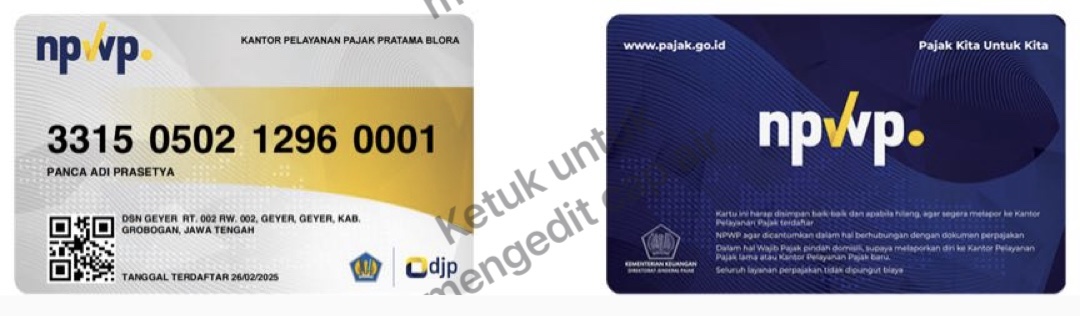 npwp.
KANTOR PELAYANAN PAJAK PRATAMA BLORA
3315 0502 1296 0001
PANCA ADI PRASETYA
DSN GEYER RT. 002 RW. 002, GEYER, GEYER, KAB.
GROBOGAN, JAWA TENGAH
TANGGAL TERDAFTAR 26/02/2025
djp
www.pajak.go.id
Pajak Kita Untuk Kita
npwp.
Kartu ini harap disimpan baik-baik dan apabila hilang, agar segera melapor ke Kantor
Pelayanan Pajak terdaftar
NPWP agar dicantumkan dalam hal berhubungan dengan dokumen perpajakan
Dalam hal Wajib Pajak pindah domisili, supaya melaporkan diri ke Kantor Pelayanan
Pajak lama atau Kantor Pelayanan Pajak baru.
Seluruh layanan perpajakan tidak dipungut biaya
KEMENTERIAN KEUANGAN
DIREKTORAT JENDERAL PAJAK
Ketuk untuk
mengedit